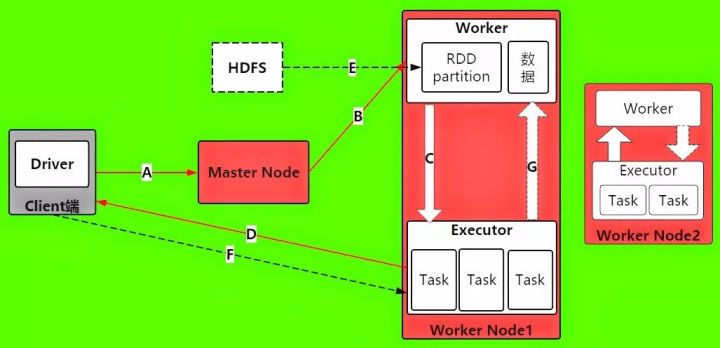 Worker
HDFS
E
RDD
partition
数
据
B
Worker
Driver
A
Master Node
C
G
Client端
Executor
Task
Task
D
Executor
F
Task
Task
Task
Worker Node2
Worker Node1